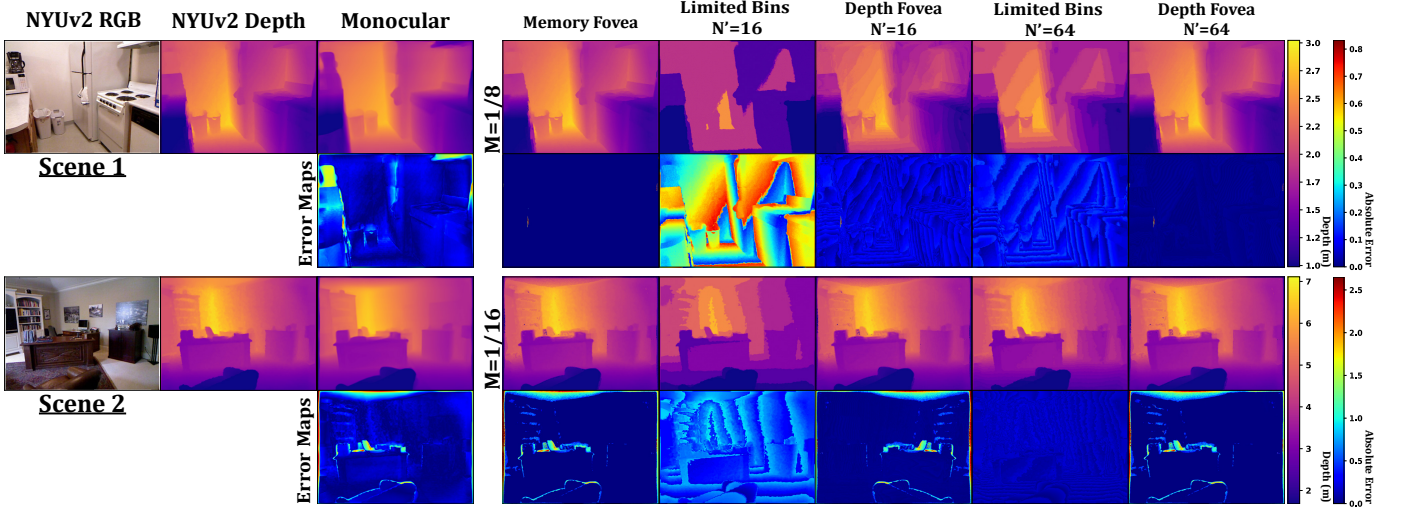 NYUv2 RGB NYUv2 Depth Monocular Memory Fovea Limited Bins N'=16 Depth Fovea N'=16 Limited Bins N'=64 Depth Fovea N'=64
M=1/8
Scene 1
Error Maps
3.0
2.7
2.5
2.2
2.0
1.7
1.5
1.2
1.0
Depth (m)
0.8
0.7
0.6
0.5
0.4
0.3
0.2
0.1
0.0
Absolute Error
M=1/16
Scene 2
Error Maps
7
6
5
4
3
2
Depth (m)
2.5
2.0
1.5
1.0
0.5
0.0
Absolute Error